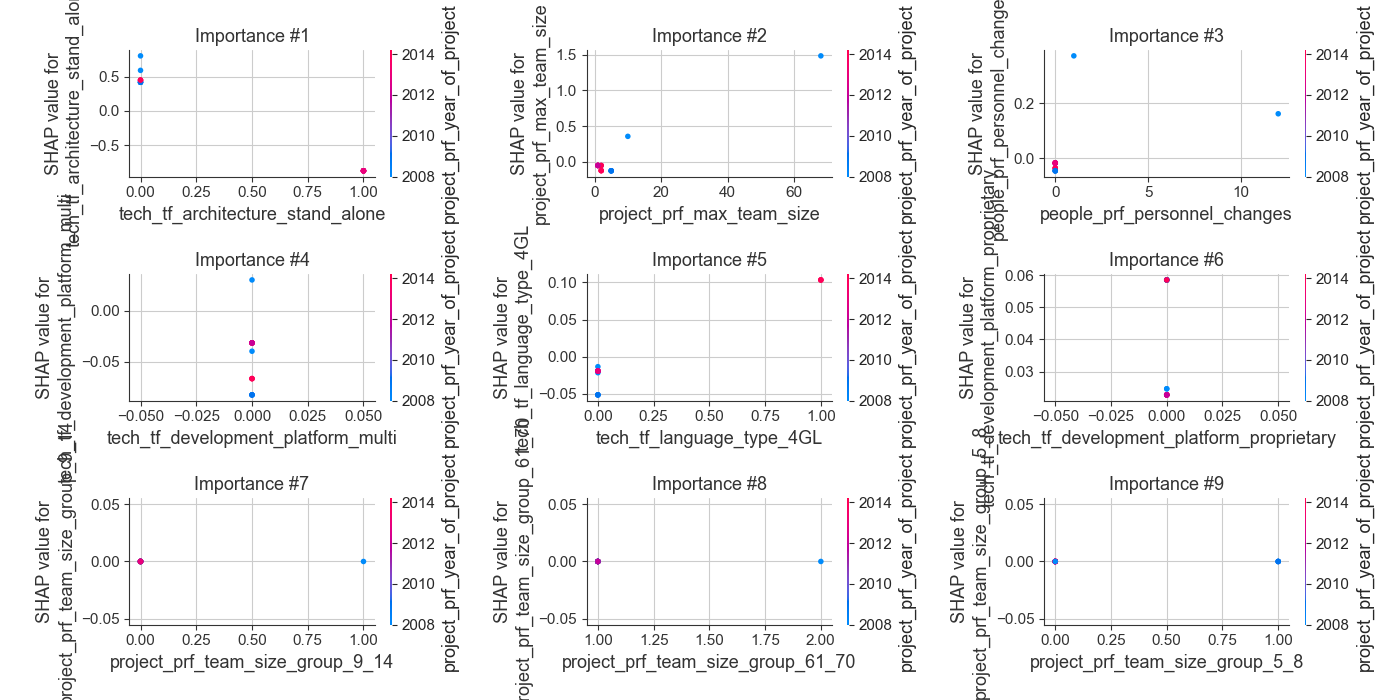 Importance #1
SHAP value for
tech_tf_architecture_stand_alone
0.5
0.0
−0.5
0.00 0.25 0.50 0.75 1.00
tech_tf_architecture_stand_alone
2014
2012
2010
2008
project_prf_year_of_project
Importance #2
SHAP value for
project_prf_max_team_size
1.5
1.0
0.5
0.0
0 20 40 60
project_prf_max_team_size
2014
2012
2010
2008
project_prf_year_of_project
Importance #3
SHAP value for
people_prf_personnel_changes
0.2
0.0
0 5 10
people_prf_personnel_changes
2014
2012
2010
2008
project_prf_year_of_project
Importance #4
SHAP value for
tech_tf_development_platform_multi
0.00
−0.05
−0.050 −0.025 0.000 0.025 0.050
tech_tf_development_platform_multi
2014
2012
2010
2008
project_prf_year_of_project
Importance #5
SHAP value for
tech_tf_language_type_4GL
0.10
0.05
0.00
−0.05
0.00 0.25 0.50 0.75 1.00
tech_tf_language_type_4GL
2014
2012
2010
2008
project_prf_year_of_project
Importance #6
SHAP value for
tech_tf_development_platform_proprietary
0.06
0.05
0.04
0.03
−0.050 −0.025 0.000 0.025 0.050
tech_tf_development_platform_proprietary
2014
2012
2010
2008
project_prf_year_of_project
Importance #7
SHAP value for
project_prf_team_size_group_9_14
0.05
0.00
−0.05
0.00 0.25 0.50 0.75 1.00
project_prf_team_size_group_9_14
2014
2012
2010
2008
project_prf_year_of_project
Importance #8
SHAP value for
project_prf_team_size_group_61_70
0.05
0.00
−0.05
1.00 1.25 1.50 1.75 2.00
project_prf_team_size_group_61_70
2014
2012
2010
2008
project_prf_year_of_project
Importance #9
SHAP value for
project_prf_team_size_group_5_8
0.05
0.00
−0.05
0.00 0.25 0.50 0.75 1.00
project_prf_team_size_group_5_8
2014
2012
2010
2008
project_prf_year_of_project